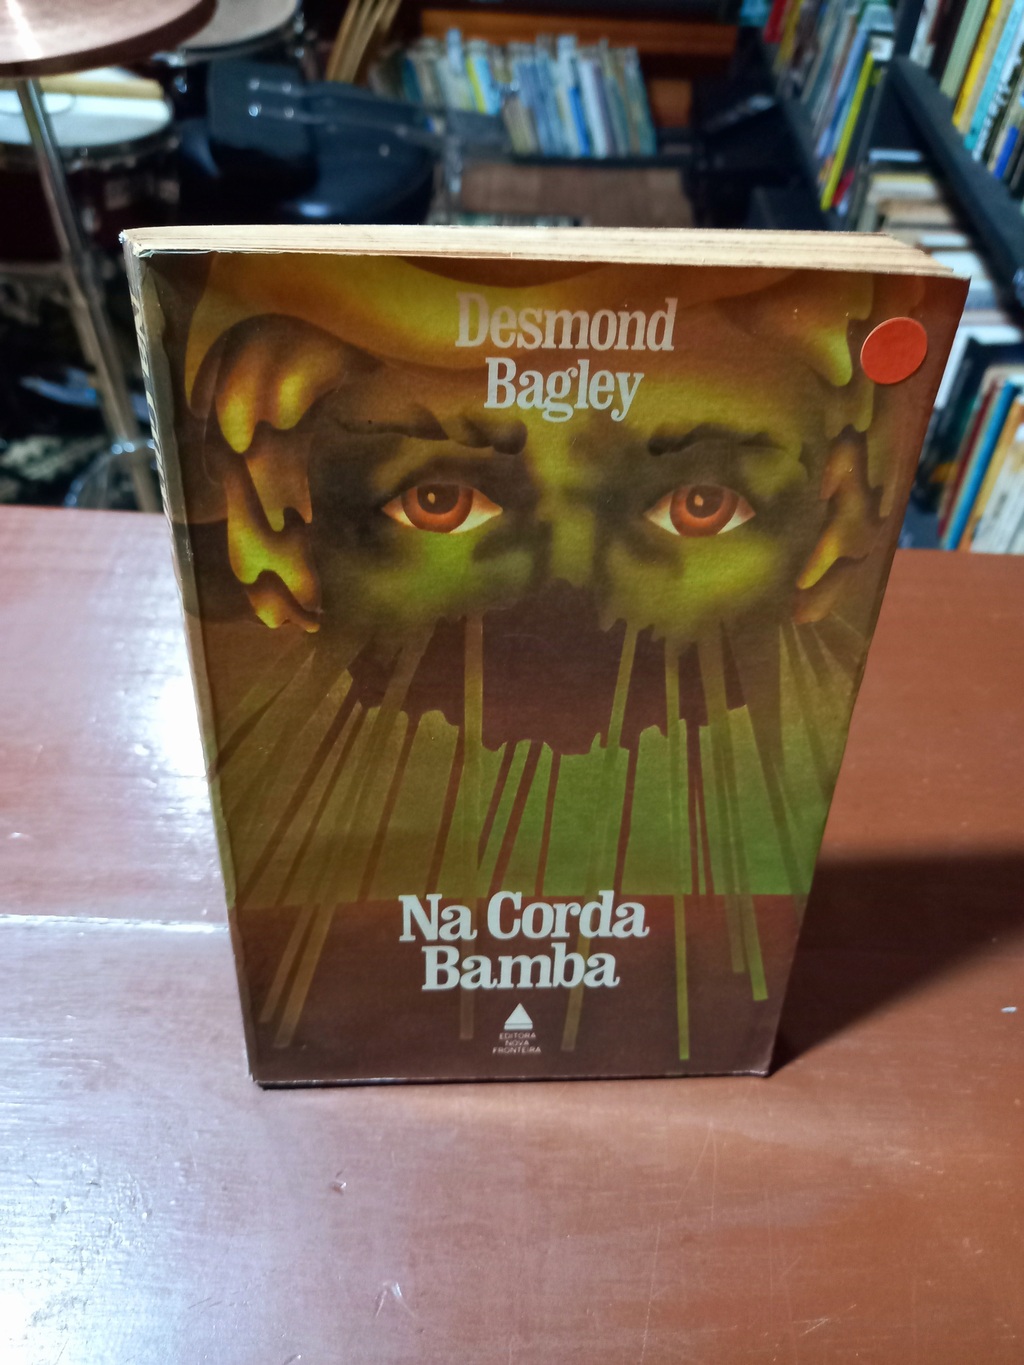 Desmond
Bagley
Na Corda
Bamba
EDITORA
NOVA
FRONTEIRA